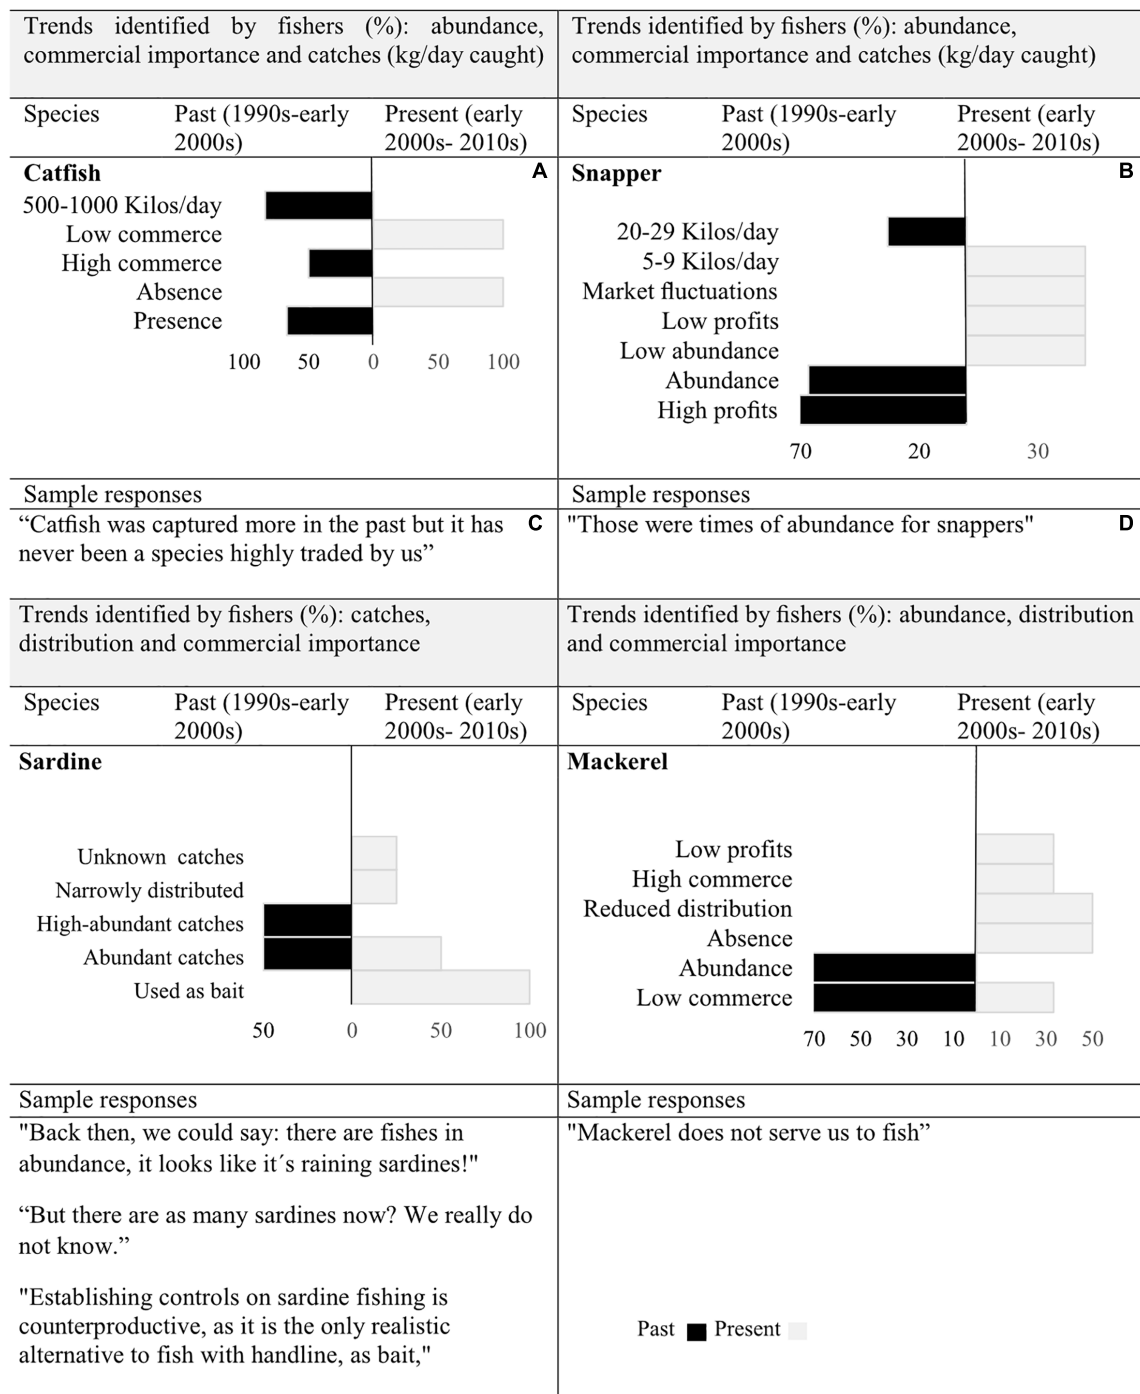 Trends identified by fishers (%): abundance,
commercial importance and catches (kg/day caught)
Trends identified by fishers (%): abundance,
commercial importance and catches (kg/day caught)
Species
Past (1990s-early
2000s)
Present (early
2000s- 2010s)
Species
Past (1990s-early
2000s)
Present (early
2000s- 2010s)
Catfish
A
500-1000 Kilos/day
Low commerce
High commerce
Absence
Presence
100 50 0 50 100
Snapper
B
20-29 Kilos/day
5-9 Kilos/day
Market fluctuations
Low profits
Low abundance
Abundance
High profits
70 20 30
Sample responses
Sample responses
“Catfish was captured more in the past but it has
never been a species highly traded by us”
C
"Those were times of abundance for snappers"
D
Trends identified by fishers (%): catches,
distribution and commercial importance
Trends identified by fishers (%): abundance, distribution
and commercial importance
Species
Past (1990s-early
2000s)
Present (early
2000s- 2010s)
Species
Past (1990s-early
2000s)
Present (early
2000s- 2010s)
Sardine
Unknown catches
Narrowly distributed
High-abundant catches
Abundant catches
Used as bait
50 0 50 100
Mackerel
Low profits
High commerce
Reduced distribution
Absence
Abundance
Low commerce
70 50 30 10 10 30 50
Sample responses
Sample responses
"Back then, we could say: there are fishes in
abundance, it looks like it´s raining sardines!"
“But there are as many sardines now? We really do
not know.”
"Establishing controls on sardine fishing is
counterproductive, as it is the only realistic
alternative to fish with handline, as bait,"
"Mackerel does not serve us to fish”
Past Present